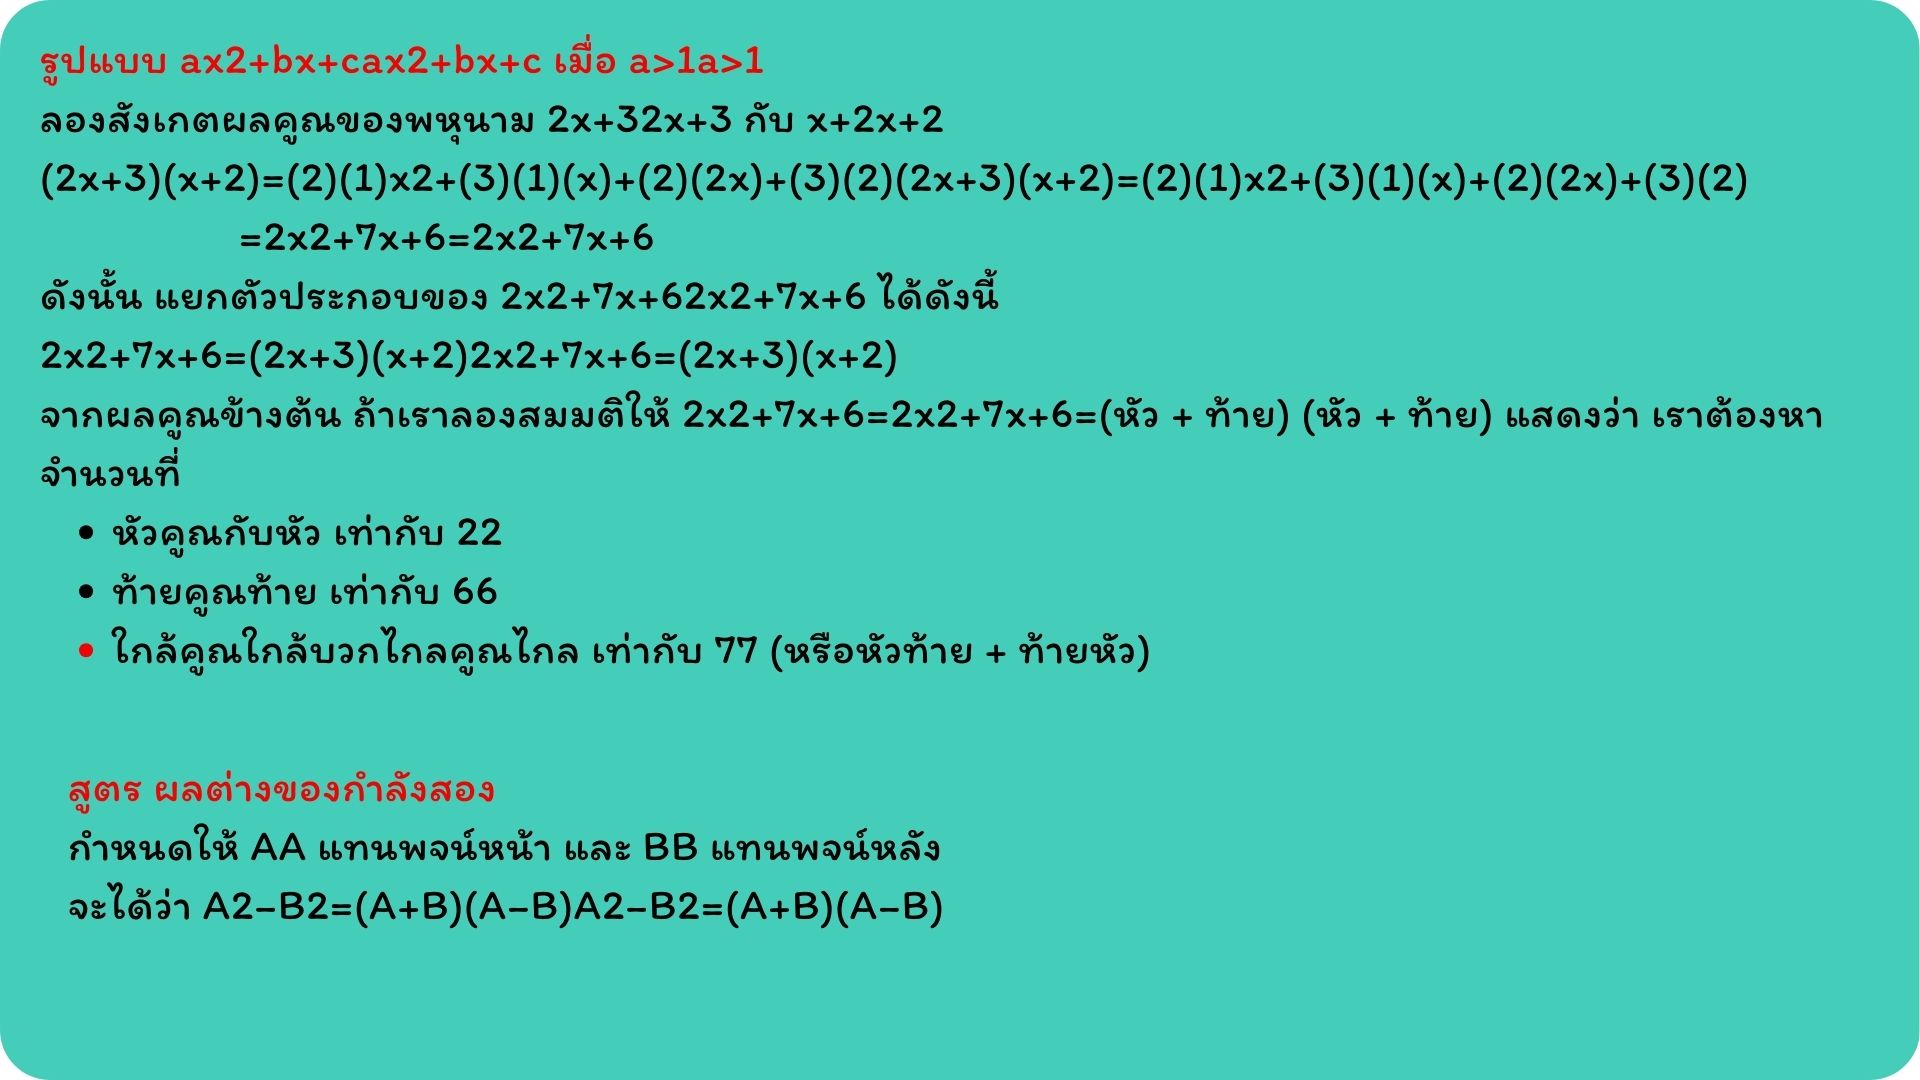 รูปแบบ ax2+bx+cax2+bx+c เมื่อ a>1a>1
ลองสังเกตผลคูณของพหุนาม 2x+32x+3 กับ x+2x+2
(2x+3)(x+2)=(2)(1)x2+(3)(1)(x)+(2)(2x)+(3)(2)(2x+3)(x+2)=(2)(1)x2+(3)(1)(x)+(2)(2x)+(3)(2)
=2x2+7x+6=2x2+7x+6
ดังนั้น แยกตัวประกอบของ 2x2+7x+62x2+7x+6 ได้ดังนี้
2x2+7x+6=(2x+3)(x+2)2x2+7x+6=(2x+3)(x+2)
จากผลคูณข้างต้น ถ้าเราลองสมมติให้ 2x2+7x+6=2x2+7x+6=(หัว + ท้าย) (หัว + ท้าย) แสดงว่า เราต้องหา
จำนวนที่
• หัวคูณกับหัว เท่ากับ 22
• ท้ายคูณท้าย เท่ากับ 66
• ใกล้คูณใกล้บวกไกลคูณไกล เท่ากับ 77 (หรือหัวท้าย + ท้ายหัว)
สูตร ผลต่างของกำลังสอง
กำหนดให้ AA แทนพจน์หน้า และ BB แทนพจน์หลัง
จะได้ว่า A2–B2=(A+B)(A–B)A2–B2=(A+B)(A–B)